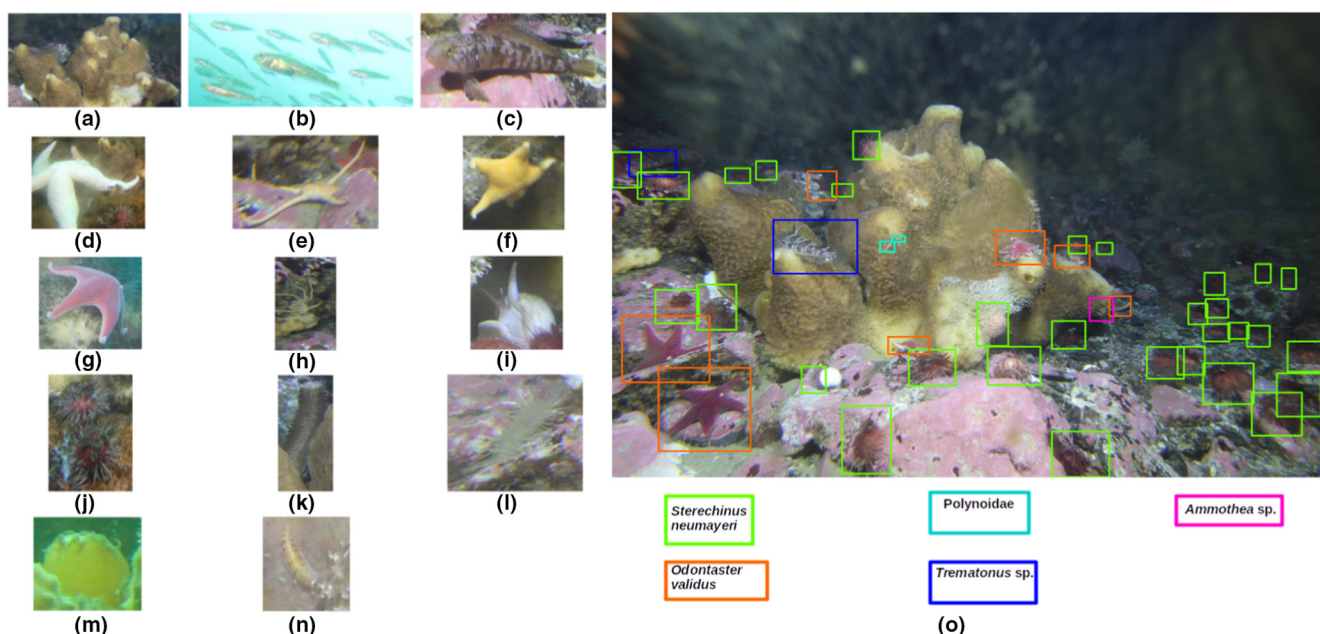 (a)
(b)
(c)
(d)
(e)
(f)
(g)
(h)
(i)
(j)
(k)
(l)
(m)
(n)
Sterechinus
neumayeri
Polynoidae
Ammothea sp.
Odontaster
validus
Trematonus sp.
(o)